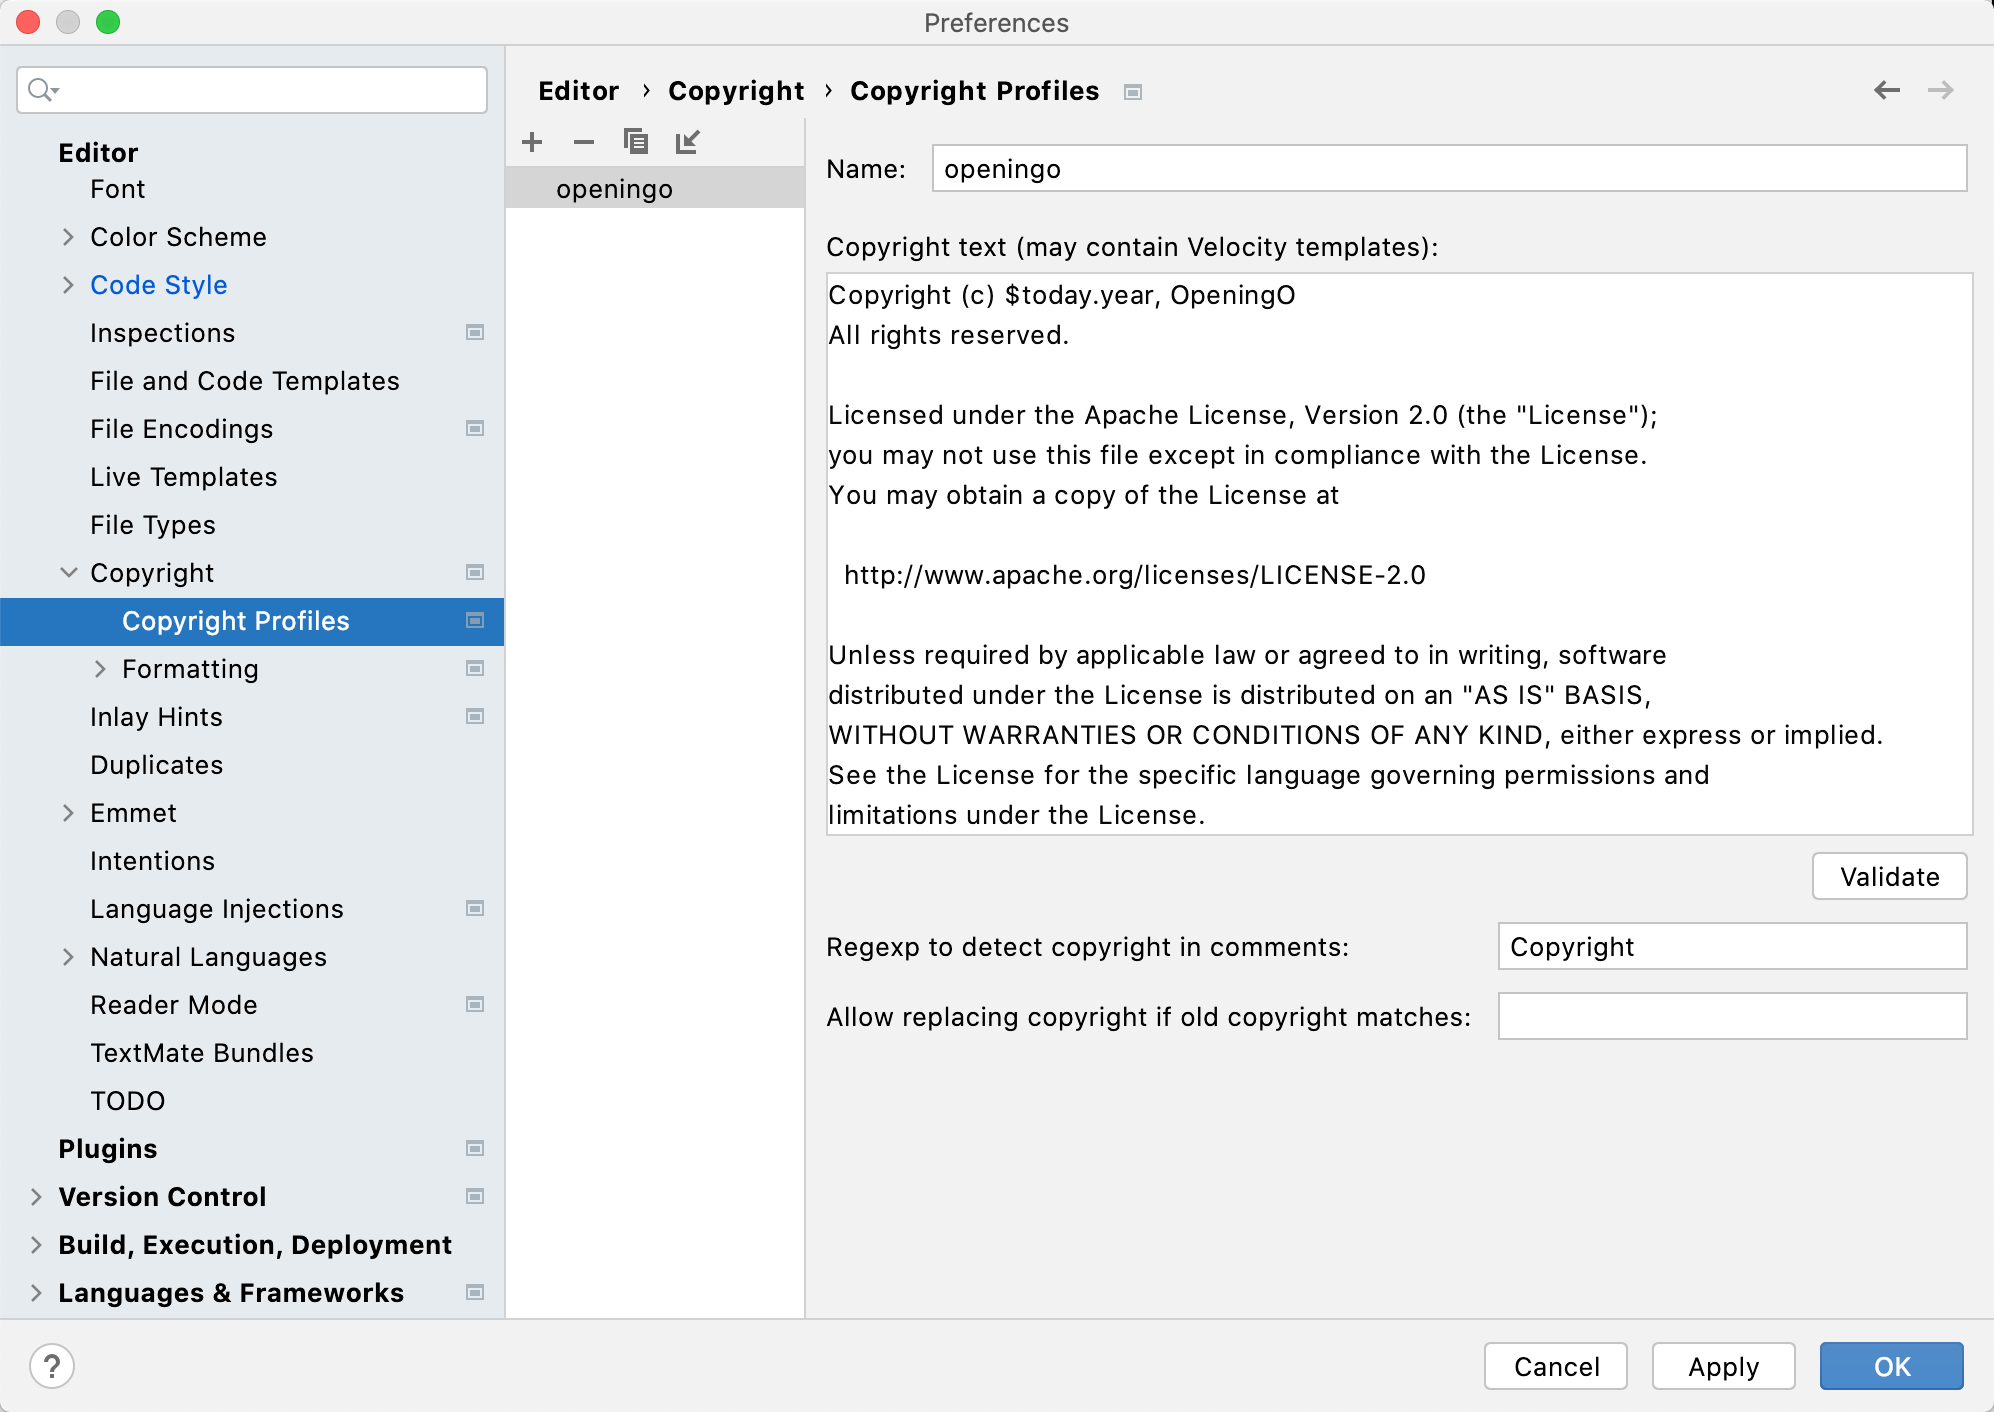 Preferences
Editor
Font
Color Scheme
Code Style
Inspections
File and Code Templates
File Encodings
Live Templates
File Types
Copyright
Copyright Profiles
Formatting
Inlay Hints
Duplicates
Emmet
Intentions
Language Injections
Natural Languages
Reader Mode
TextMate Bundles
TODO
Plugins
Version Control
Build, Execution, Deployment
Languages & Frameworks
Editor › Copyright › Copyright Profiles
openingo
Name: openingo
Copyright text (may contain Velocity templates):
Copyright (c) $today.year, OpeningO
All rights reserved.
Licensed under the Apache License, Version 2.0 (the "License");
you may not use this file except in compliance with the License.
You may obtain a copy of the License at
http://www.apache.org/licenses/LICENSE-2.0
Unless required by applicable law or agreed to in writing, software
distributed under the License is distributed on an "AS IS" BASIS,
WITHOUT WARRANTIES OR CONDITIONS OF ANY KIND, either express or implied.
See the License for the specific language governing permissions and
limitations under the License.
Validate
Regexp to detect copyright in comments: Copyright
Allow replacing copyright if old copyright matches:
?
Cancel Apply OK